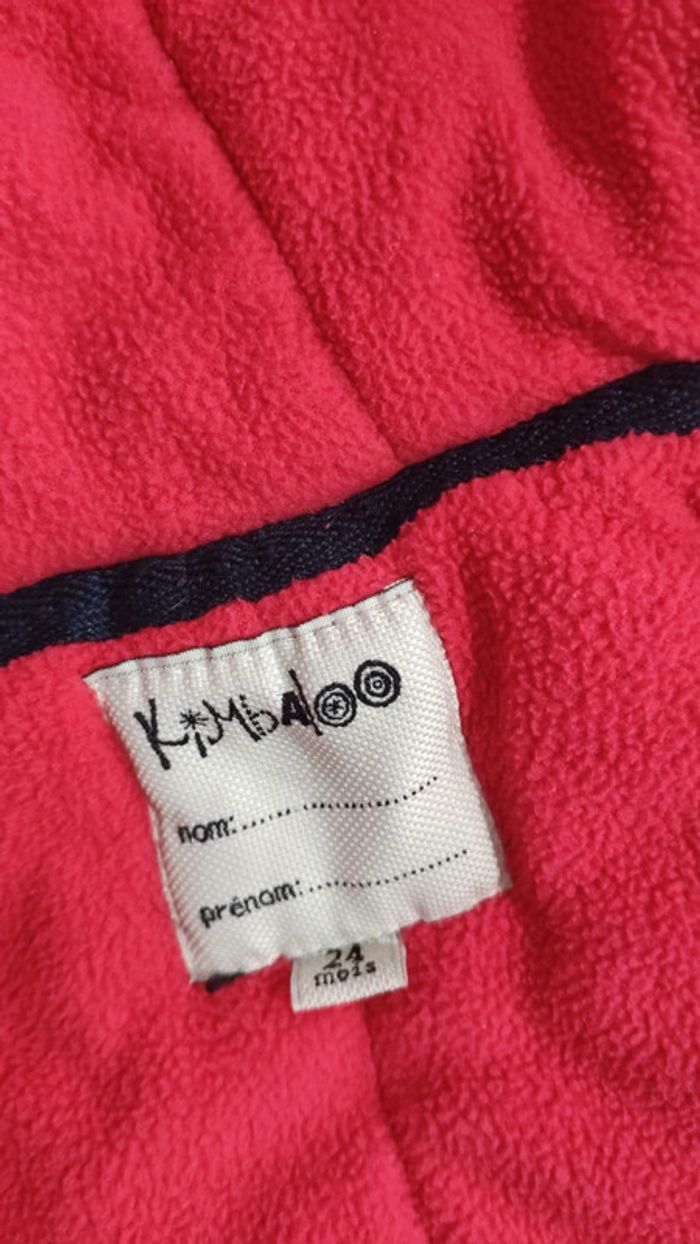 KiMbAloo
nom:....................
prénom:....................
24
mois